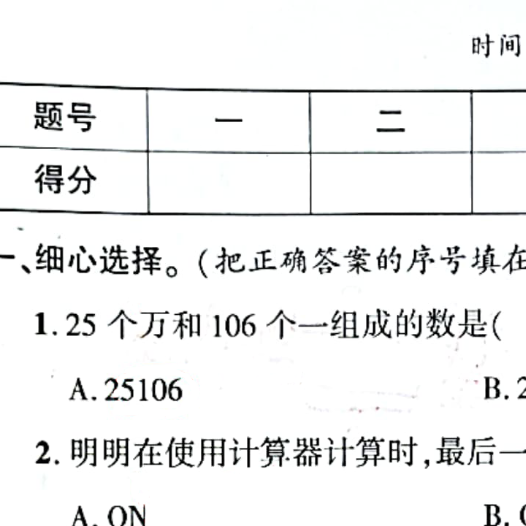 时间
题号 一 二
得分
一、细心选择。(把正确答案的序号填在
1. 25 个万和 106 个一组成的数是(
A. 25106 B. 2
2. 明明在使用计算器计算时,最后一
A. ON B.